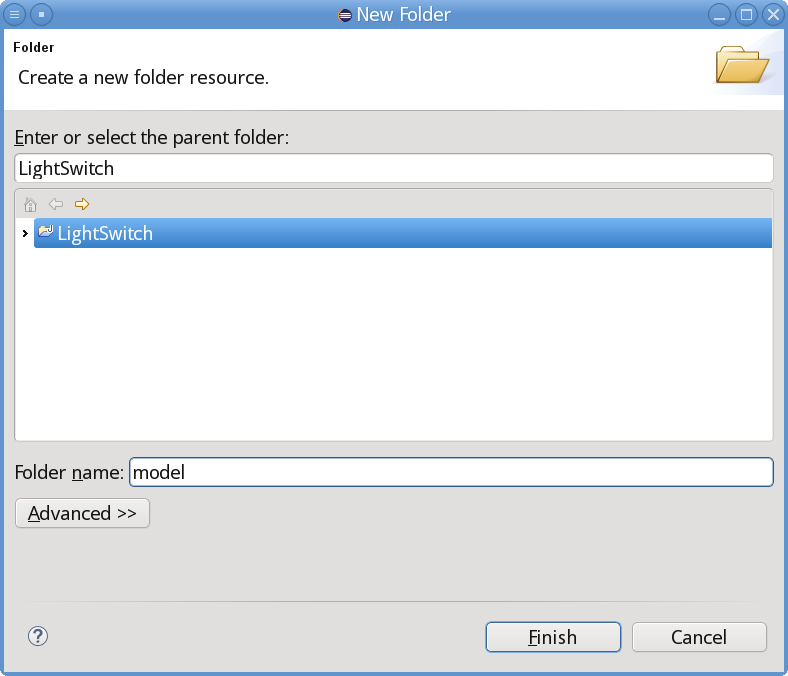 New Folder
Folder
Create a new folder resource.
Enter or select the parent folder:
LightSwitch
LightSwitch
Folder name: model
Advanced >>
?
Finish Cancel